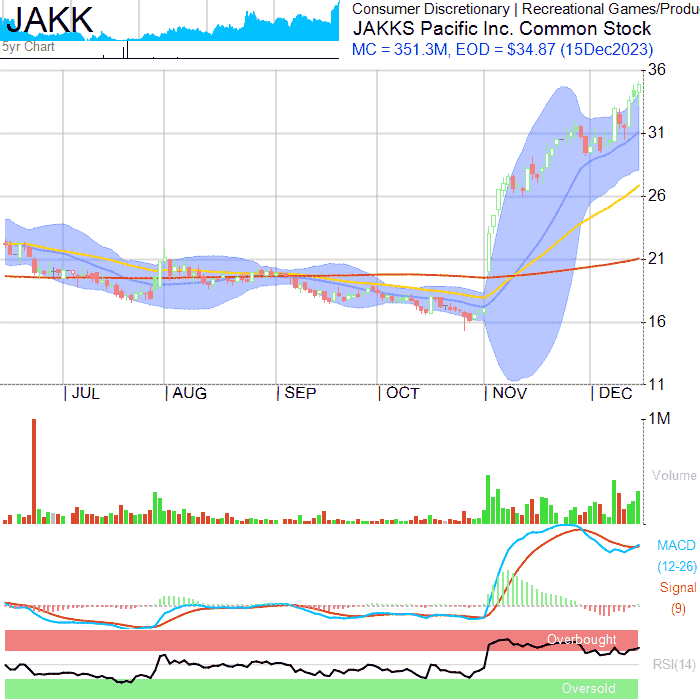 JAKK
5yr Chart
Consumer Discretionary | Recreational Games/Produ
JAKKS Pacific Inc. Common Stock
MC = 351.3M, EOD = $34.87 (15Dec2023)
36
31
26
21
16
11
JUL
AUG
SEP
OCT
NOV
DEC
1M
Volume
MACD
(12-26)
Signal
(9)
Overbought
RSI(14)
Oversold